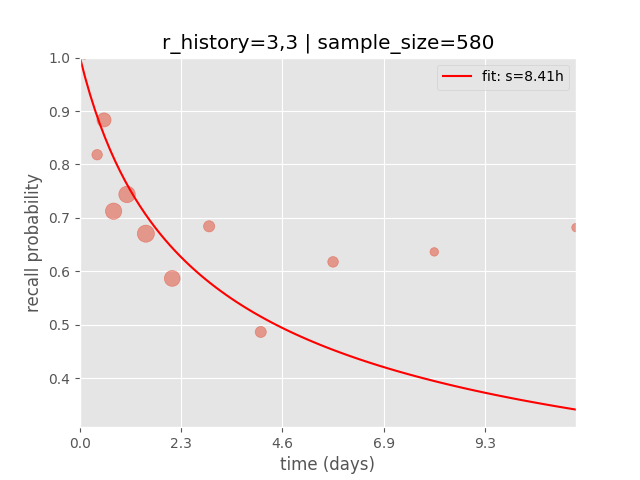 r_history=3,3 | sample_size=580
fit: s=8.41h
recall probability
1.0
0.9
0.8
0.7
0.6
0.5
0.4
0.0 2.3 4.6 6.9 9.3
time (days)